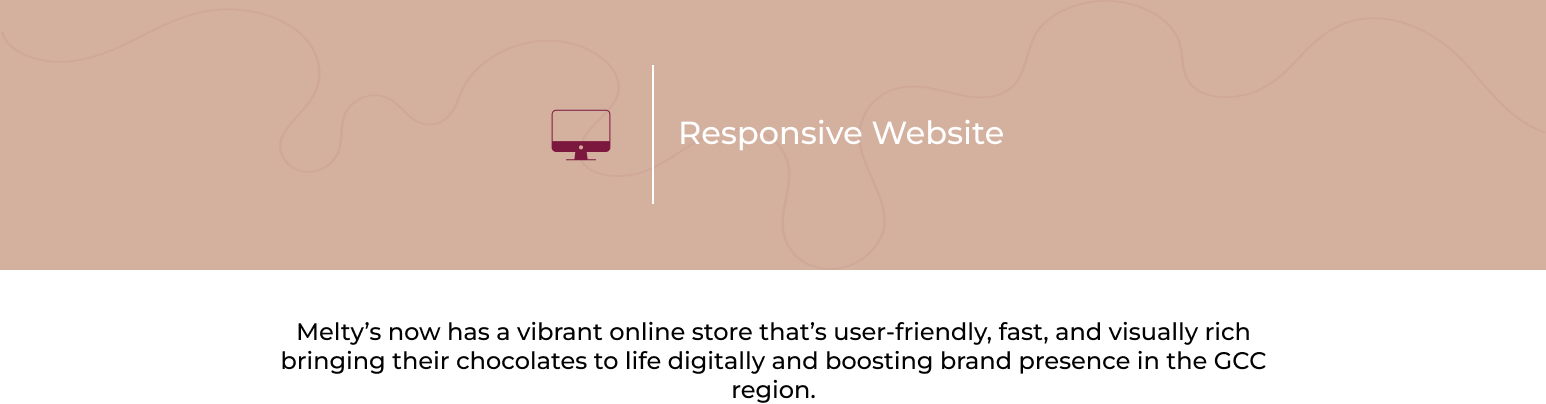 Responsive Website
Melty’s now has a vibrant online store that’s user-friendly, fast, and visually rich
bringing their chocolates to life digitally and boosting brand presence in the GCC
region.